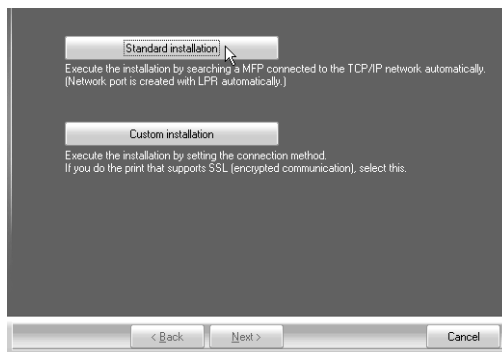 Standard installation
Execute the installation by searching a MFP connected to the TCP/IP network automatically.
(Network port is created with LPR automatically.)
Custom installation
Execute the installation by setting the connection method.
If you do the print that supports SSL (encrypted communication), select this.
< Back Next > Cancel